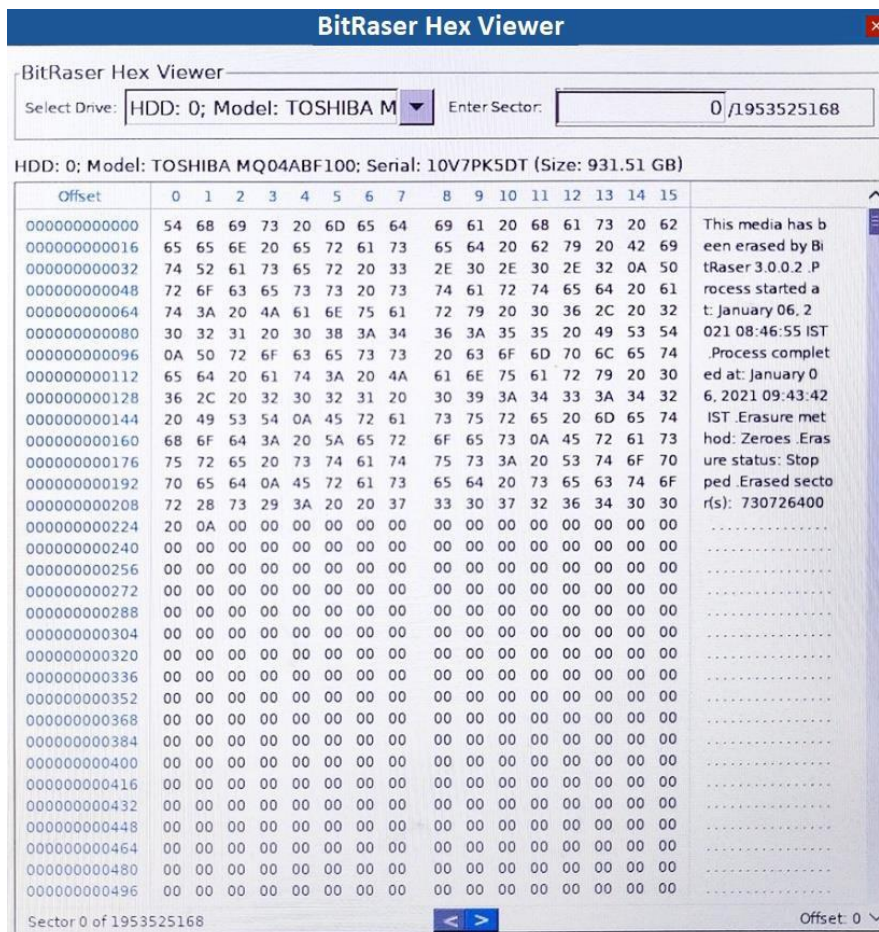 BitRaser Hex Viewer
BitRaser Hex Viewer
Select Drive: HDD: 0; Model: TOSHIBA M Enter Sector: 0 /1953525168
HDD: 0; Model: TOSHIBA MQ04ABF100; Serial: 10V7PK5DT (Size: 931.51 GB)
Offset 0 1 2 3 4 5 6 7 8 9 10 11 12 13 14 15
000000000000 54 68 69 73 20 6D 65 64 69 61 20 68 61 73 20 62 This media has b
000000000016 65 65 6E 20 65 72 61 73 65 64 20 62 79 20 42 69 een erased by Bi
000000000032 74 52 61 73 65 72 20 33 2E 30 2E 30 2E 32 0A 50 tRaser 3.0.0.2 .P
000000000048 72 6F 63 65 73 73 20 73 74 61 72 74 65 64 20 61 rocess started a
000000000064 74 3A 20 4A 61 6E 75 61 72 79 20 30 36 2C 20 32 t: January 06, 2
000000000080 30 32 31 20 30 38 3A 34 36 3A 35 35 20 49 53 54 021 08:46:55 IST
000000000096 0A 50 72 6F 63 65 73 73 20 63 6F 6D 70 6C 65 74 .Process complet
000000000112 65 64 20 61 74 3A 20 4A 61 6E 75 61 72 79 20 30 ed at: January 0
000000000128 36 2C 20 32 30 32 31 20 30 39 3A 34 33 3A 34 32 6, 2021 09:43:42
000000000144 20 49 53 54 0A 45 72 61 73 75 72 65 20 6D 65 74 IST .Erasure met
000000000160 68 6F 64 3A 20 5A 65 72 6F 65 73 0A 45 72 61 73 hod: Zeroes .Eras
000000000176 75 72 65 20 73 74 61 74 75 73 3A 20 53 74 6F 70 ure status: Stop
000000000192 70 65 64 0A 45 72 61 73 65 64 20 73 65 63 74 6F ped .Erased secto
000000000208 72 28 73 29 3A 20 20 37 33 30 37 32 36 34 30 30 r(s): 730726400
000000000224 20 0A 00 00 00 00 00 00 00 00 00 00 00 00 00 00 ................
000000000240 00 00 00 00 00 00 00 00 00 00 00 00 00 00 00 00 ................
000000000256 00 00 00 00 00 00 00 00 00 00 00 00 00 00 00 00 ................
000000000272 00 00 00 00 00 00 00 00 00 00 00 00 00 00 00 00 ................
000000000288 00 00 00 00 00 00 00 00 00 00 00 00 00 00 00 00 ................
000000000304 00 00 00 00 00 00 00 00 00 00 00 00 00 00 00 00 ................
000000000320 00 00 00 00 00 00 00 00 00 00 00 00 00 00 00 00 ................
000000000336 00 00 00 00 00 00 00 00 00 00 00 00 00 00 00 00 ................
000000000352 00 00 00 00 00 00 00 00 00 00 00 00 00 00 00 00 ................
000000000368 00 00 00 00 00 00 00 00 00 00 00 00 00 00 00 00 ................
000000000384 00 00 00 00 00 00 00 00 00 00 00 00 00 00 00 00 ................
000000000400 00 00 00 00 00 00 00 00 00 00 00 00 00 00 00 00 ................
000000000416 00 00 00 00 00 00 00 00 00 00 00 00 00 00 00 00 ................
000000000432 00 00 00 00 00 00 00 00 00 00 00 00 00 00 00 00 ................
000000000448 00 00 00 00 00 00 00 00 00 00 00 00 00 00 00 00 ................
000000000464 00 00 00 00 00 00 00 00 00 00 00 00 00 00 00 00 ................
000000000480 00 00 00 00 00 00 00 00 00 00 00 00 00 00 00 00 ................
000000000496 00 00 00 00 00 00 00 00 00 00 00 00 00 00 00 00 ................
Sector 0 of 1953525168 < > Offset: 0